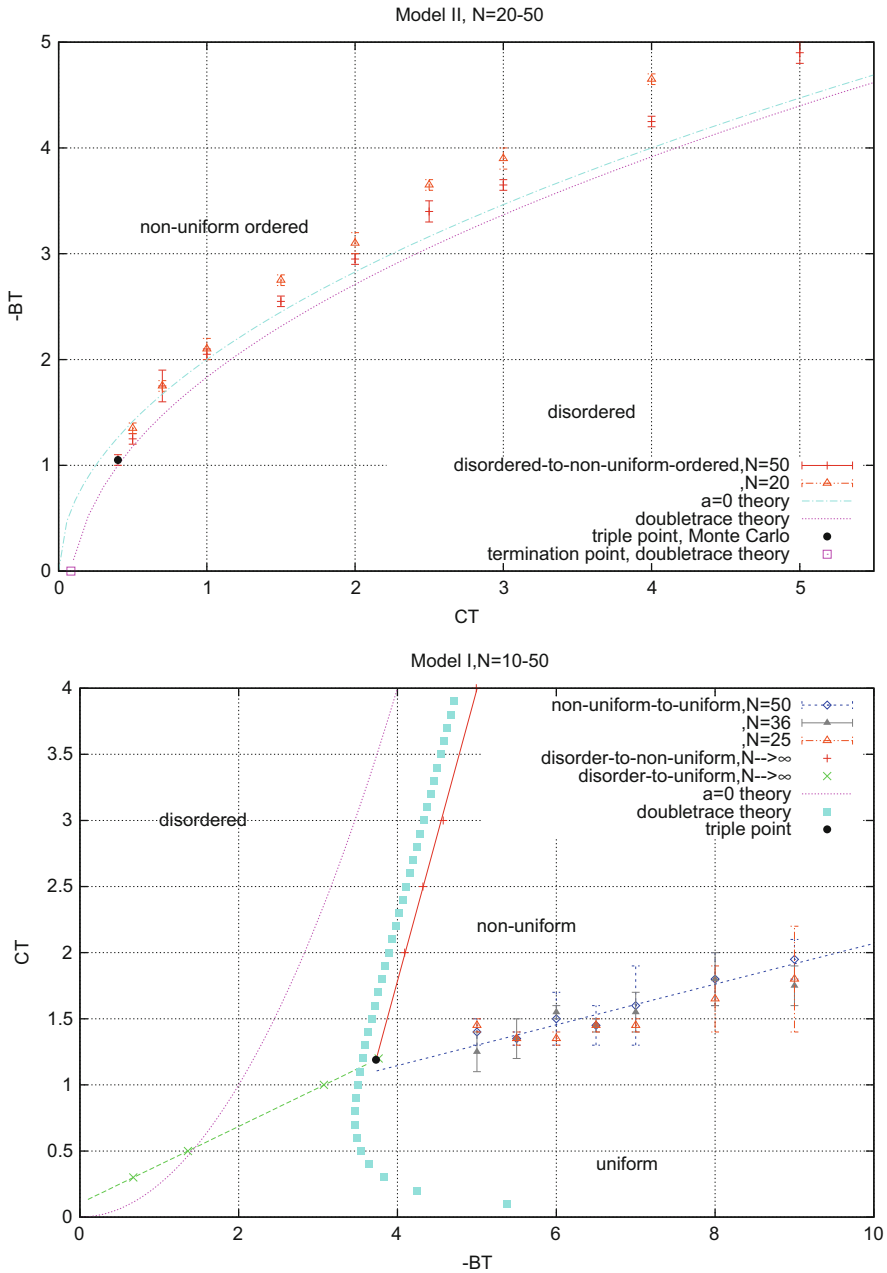 Model II, N=20-50
5
4
3
2
1
0
-BT
non-uniform ordered
disordered
disordered-to-non-uniform-ordered,N=50
,N=20
a=0 theory
doubletrace theory
triple point, Monte Carlo
termination point, doubletrace theory
0 1 2 3 4 5
CT
Model I,N=10-50
4
3.5
3
2.5
2
1.5
1
0.5
0
CT
non-uniform-to-uniform,N=50
,N=36
,N=25
disorder-to-non-uniform,N-->∞
disorder-to-uniform,N-->∞
a=0 theory
doubletrace theory
triple point
disordered
non-uniform
uniform
0 2 4 6 8 10
-BT